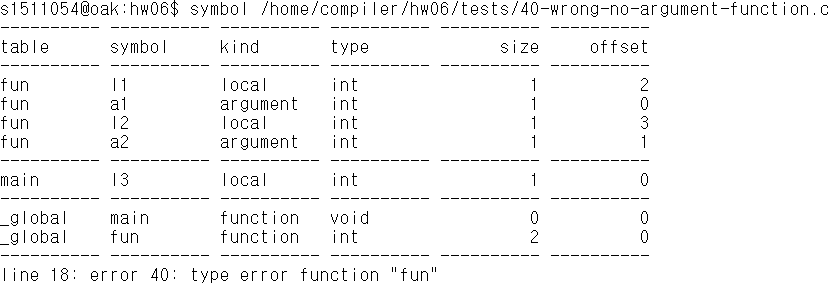 s1511054@oak:hw06$ symbol /home/compiler/hw06/tests/40-wrong-no-argument-function.c
---------- ---------- ---------- ---------- ---------- ----------
table      symbol     kind       type             size     offset
---------- ---------- ---------- ---------- ---------- ----------
fun        l1         local      int                 1          2
fun        a1         argument   int                 1          0
fun        l2         local      int                 1          3
fun        a2         argument   int                 1          1
---------- ---------- ---------- ---------- ---------- ----------
main       l3         local      int                 1          0
---------- ---------- ---------- ---------- ---------- ----------
_global    main       function   void                0          0
_global    fun        function   int                 2          0
---------- ---------- ---------- ---------- ---------- ----------
line 18: error 40: type error function "fun"